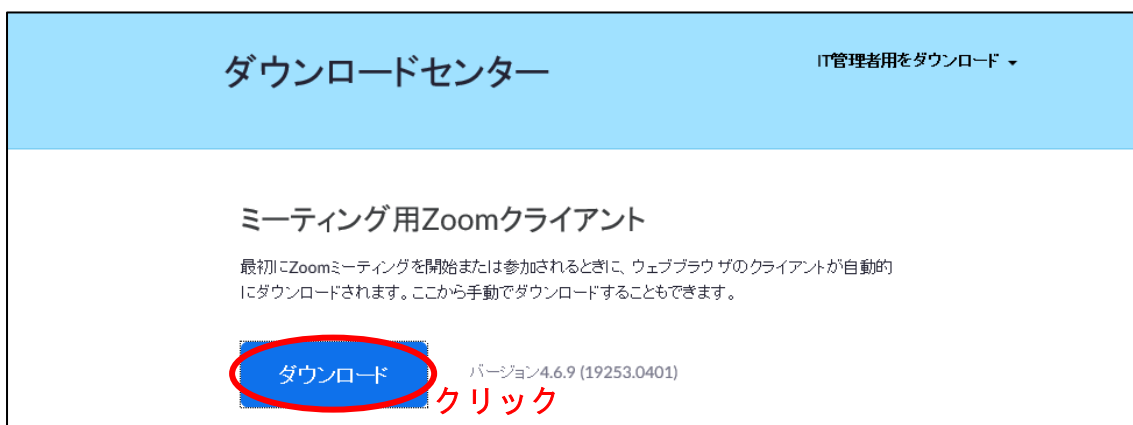 ダウンロードセンター
IT管理者用をダウンロード
ミーティング用Zoomクライアント
最初にZoomミーティングを開始または参加されるときに、ウェブブラウザのクライアントが自動的
にダウンロードされます。ここから手動でダウンロードすることもできます。
ダウンロード
バージョン4.6.9 (19253.0401)
クリック